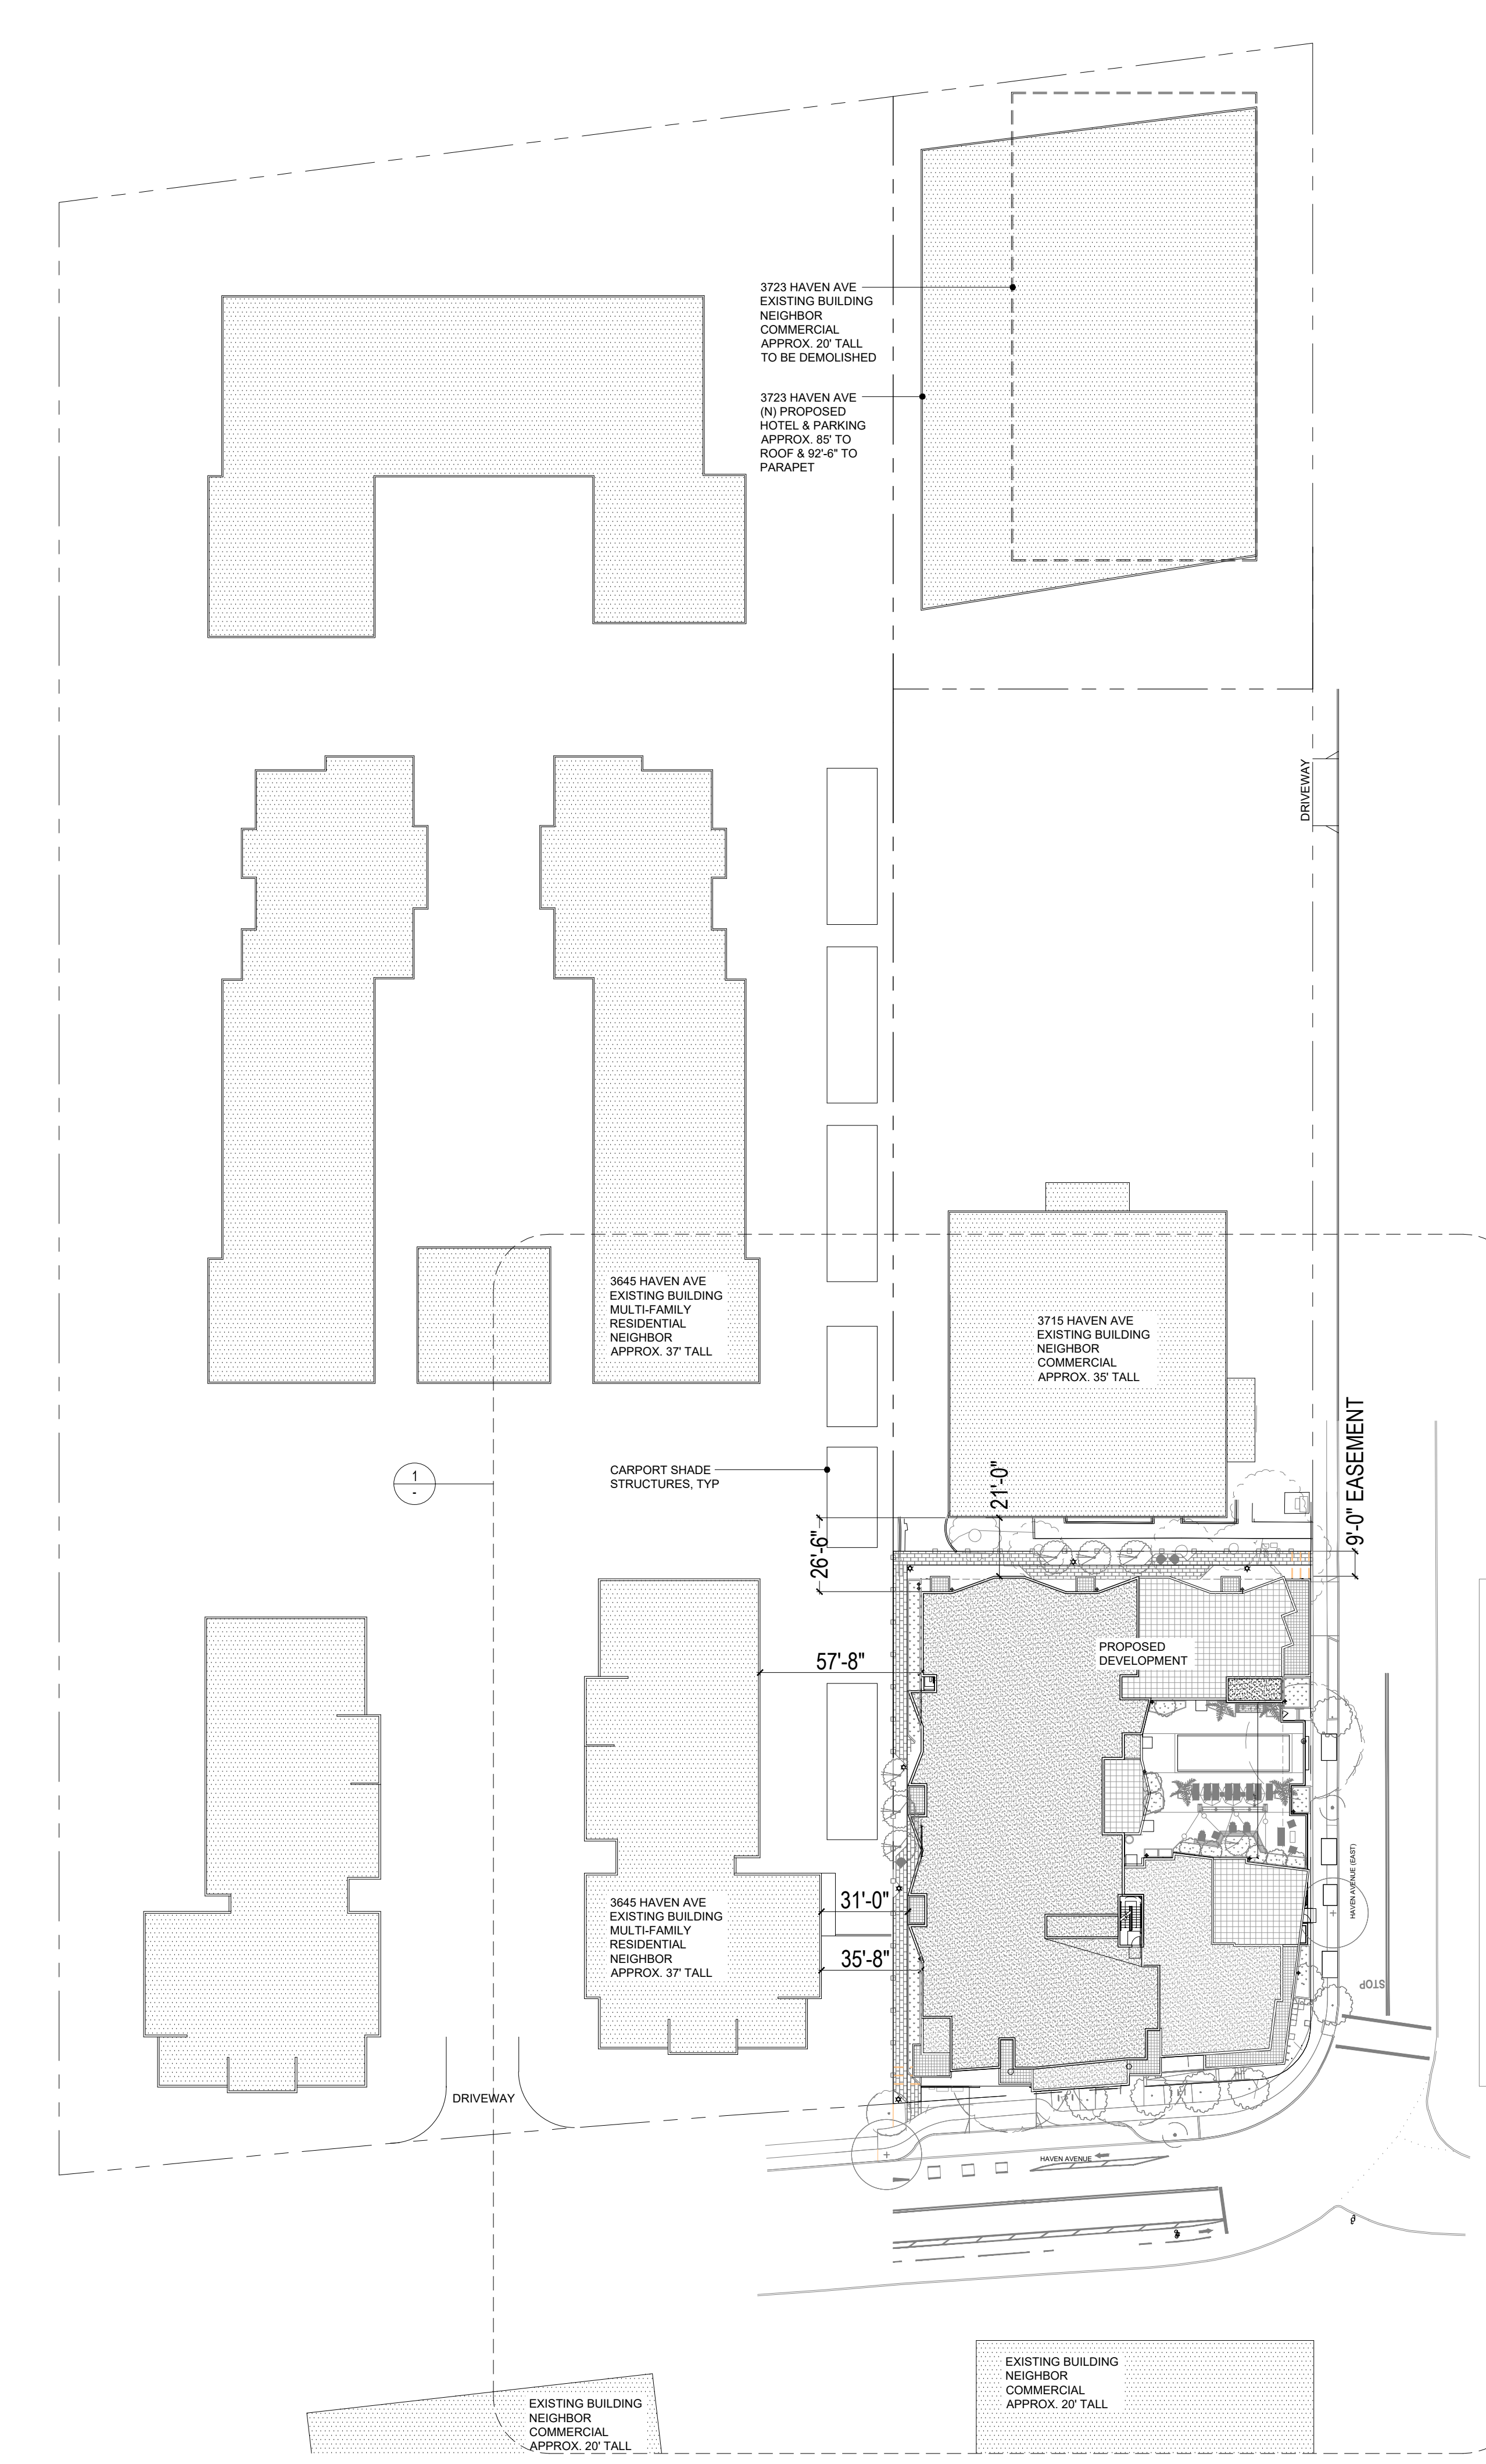 3723 HAVEN AVE
EXISTING BUILDING
NEIGHBOR
COMMERCIAL
APPROX. 20' TALL
TO BE DEMOLISHED
3723 HAVEN AVE
(N) PROPOSED
HOTEL & PARKING
APPROX. 85' TO
ROOF & 92'-6" TO
PARAPET
DRIVEWAY
3645 HAVEN AVE
EXISTING BUILDING
MULTI-FAMILY
RESIDENTIAL
NEIGHBOR
APPROX. 37' TALL
3715 HAVEN AVE
EXISTING BUILDING
NEIGHBOR
COMMERCIAL
APPROX. 35' TALL
1
-
CARPORT SHADE
STRUCTURES, TYP
21'-0"
9'-0" EASEMENT
26'-6"
PROPOSED
DEVELOPMENT
57'-8"
HAVEN AVENUE (EAST)
3645 HAVEN AVE
EXISTING BUILDING
MULTI-FAMILY
RESIDENTIAL
NEIGHBOR
APPROX. 37' TALL
31'-0"
35'-8"
STOP
DRIVEWAY
HAVEN AVENUE
EXISTING BUILDING
NEIGHBOR
COMMERCIAL
APPROX. 20' TALL
EXISTING BUILDING
NEIGHBOR
COMMERCIAL
APPROX. 20' TALL